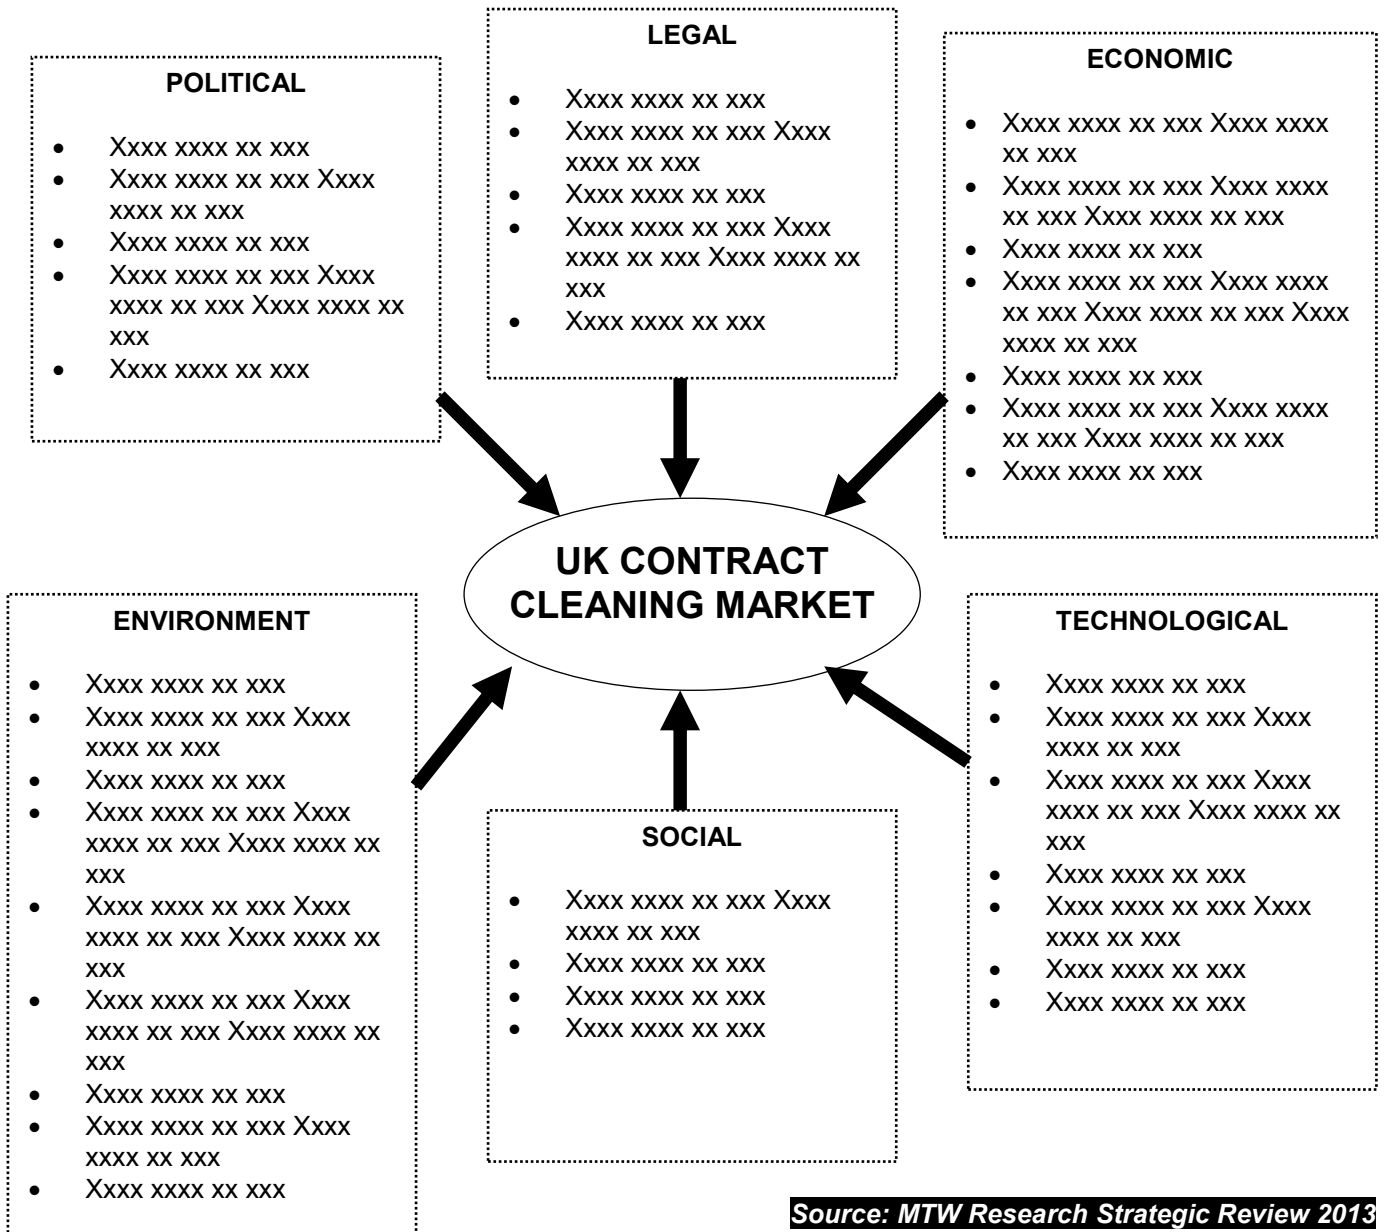 POLITICAL
• Xxxx xxxx xx xxx
• Xxxx xxxx xx xxx Xxxx
xxxx xx xxx
• Xxxx xxxx xx xxx
• Xxxx xxxx xx xxx Xxxx
xxxx xx xxx Xxxx xxxx xx
xxx
• Xxxx xxxx xx xxx
LEGAL
• Xxxx xxxx xx xxx
• Xxxx xxxx xx xxx Xxxx
xxxx xx xxx
• Xxxx xxxx xx xxx
• Xxxx xxxx xx xxx Xxxx
xxxx xx xxx Xxxx xxxx xx
xxx
• Xxxx xxxx xx xxx
ECONOMIC
• Xxxx xxxx xx xxx Xxxx xxxx
xx xxx
• Xxxx xxxx xx xxx Xxxx xxxx
xx xxx Xxxx xxxx xx xxx
• Xxxx xxxx xx xxx
• Xxxx xxxx xx xxx Xxxx xxxx
xx xxx Xxxx xxxx xx xxx Xxxx
xxxx xx xxx
• Xxxx xxxx xx xxx
• Xxxx xxxx xx xxx Xxxx xxxx
xx xxx Xxxx xxxx xx xxx
• Xxxx xxxx xx xxx
UK CONTRACT
CLEANING MARKET
ENVIRONMENT
• Xxxx xxxx xx xxx
• Xxxx xxxx xx xxx Xxxx
xxxx xx xxx
• Xxxx xxxx xx xxx
• Xxxx xxxx xx xxx Xxxx
xxxx xx xxx Xxxx xxxx xx
xxx
• Xxxx xxxx xx xxx Xxxx
xxxx xx xxx Xxxx xxxx xx
xxx
• Xxxx xxxx xx xxx Xxxx
xxxx xx xxx Xxxx xxxx xx
xxx
• Xxxx xxxx xx xxx
• Xxxx xxxx xx xxx Xxxx
xxxx xx xxx
• Xxxx xxxx xx xxx
SOCIAL
• Xxxx xxxx xx xxx Xxxx
xxxx xx xxx
• Xxxx xxxx xx xxx
• Xxxx xxxx xx xxx
• Xxxx xxxx xx xxx
TECHNOLOGICAL
• Xxxx xxxx xx xxx
• Xxxx xxxx xx xxx Xxxx
xxxx xx xxx
• Xxxx xxxx xx xxx Xxxx
xxxx xx xxx Xxxx xxxx xx
xxx
• Xxxx xxxx xx xxx
• Xxxx xxxx xx xxx Xxxx
xxxx xx xxx
• Xxxx xxxx xx xxx
• Xxxx xxxx xx xxx
Source: MTW Research Strategic Review 2013